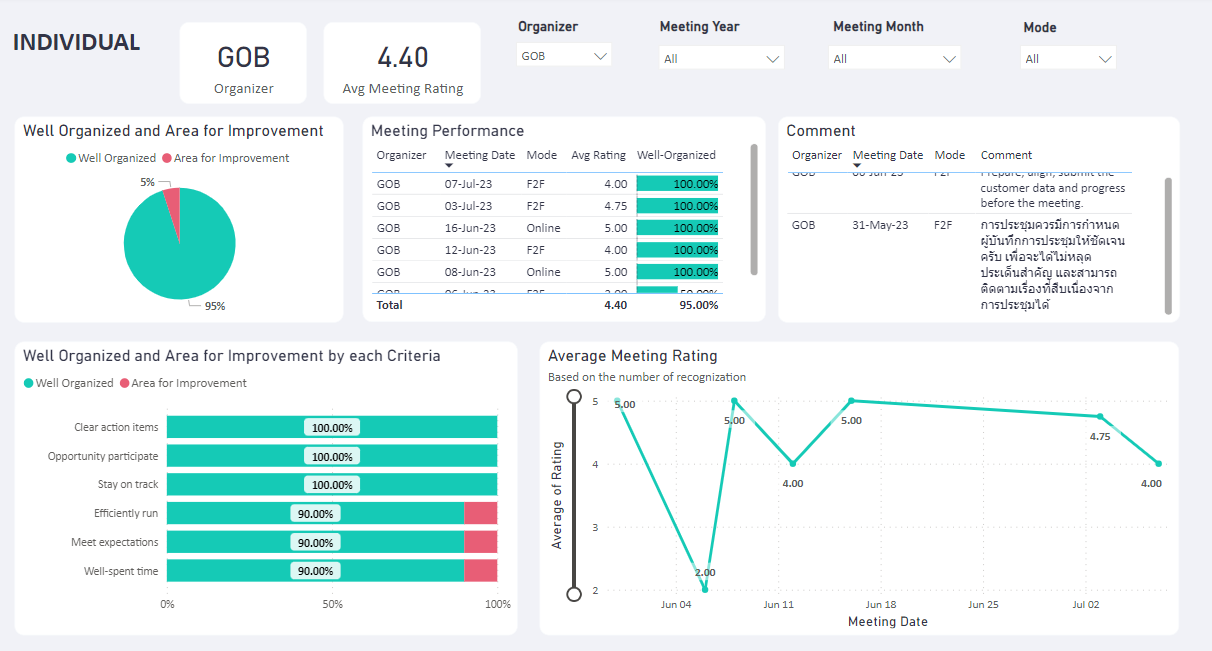 INDIVIDUAL
GOB
Organizer
4.40
Avg Meeting Rating
Organizer
GOB
Meeting Year
All
Meeting Month
All
Mode
All
Well Organized and Area for Improvement
Well Organized Area for Improvement
5%
95%
Meeting Performance
Organizer Meeting Date Mode Avg Rating Well-Organized
GOB 07-Jul-23 F2F 4.00 100.00%
GOB 03-Jul-23 F2F 4.75 100.00%
GOB 16-Jun-23 Online 5.00 100.00%
GOB 12-Jun-23 F2F 4.00 100.00%
GOB 08-Jun-23 Online 5.00 100.00%
GOB 06-Jun-23 F2F 2.00 50.00%
Total 4.40 95.00%
Comment
Organizer Meeting Date Mode Comment
GOB 06-Jun-23 F2F Prepare, align, submit the
customer data and progress
before the meeting.
GOB 31-May-23 F2F การประชุมควรมีการกำหนด
ผู้บันทึกการประชุมให้ชัดเจน
ครับ เพื่อจะได้ไม่หลุด
ประเด็นสำคัญ และสามารถ
ติดตามเรื่องที่สืบเนื่องจาก
การประชุมได้
Well Organized and Area for Improvement by each Criteria
Well Organized Area for Improvement
Clear action items 100.00%
Opportunity participate 100.00%
Stay on track 100.00%
Efficiently run 90.00%
Meet expectations 90.00%
Well-spent time 90.00%
0% 50% 100%
Average Meeting Rating
Based on the number of recognization
Average of Rating
5
4
3
2
5.00
2.00
5.00
4.00
5.00
4.75
4.00
Jun 04 Jun 11 Jun 18 Jun 25 Jul 02
Meeting Date